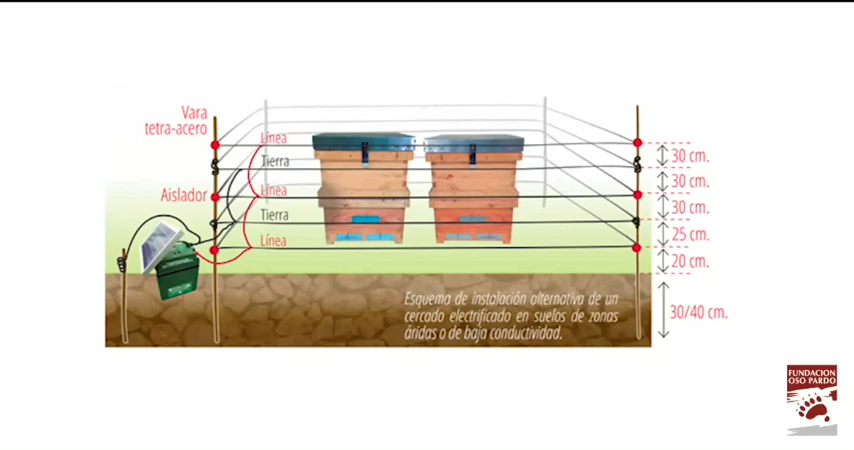 Vara
tetra-acero
Línea
Tierra
Aislador
Línea
Tierra
Línea
30 cm.
30 cm.
30 cm.
25 cm.
20 cm.
30/40 cm.
Esquema de instalación alternativa de un
cercado electrificado en suelos de zonas
áridas o de baja conductividad.
FUNDACION
OSO PARDO